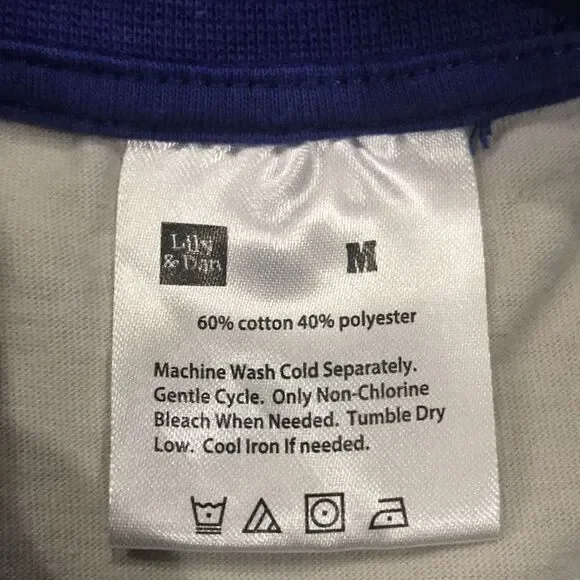 Lily
& Dan
M
60% cotton 40% polyester
Machine Wash Cold Separately.
Gentle Cycle. Only Non-Chlorine
Bleach When Needed. Tumble Dry
Low. Cool Iron If needed.